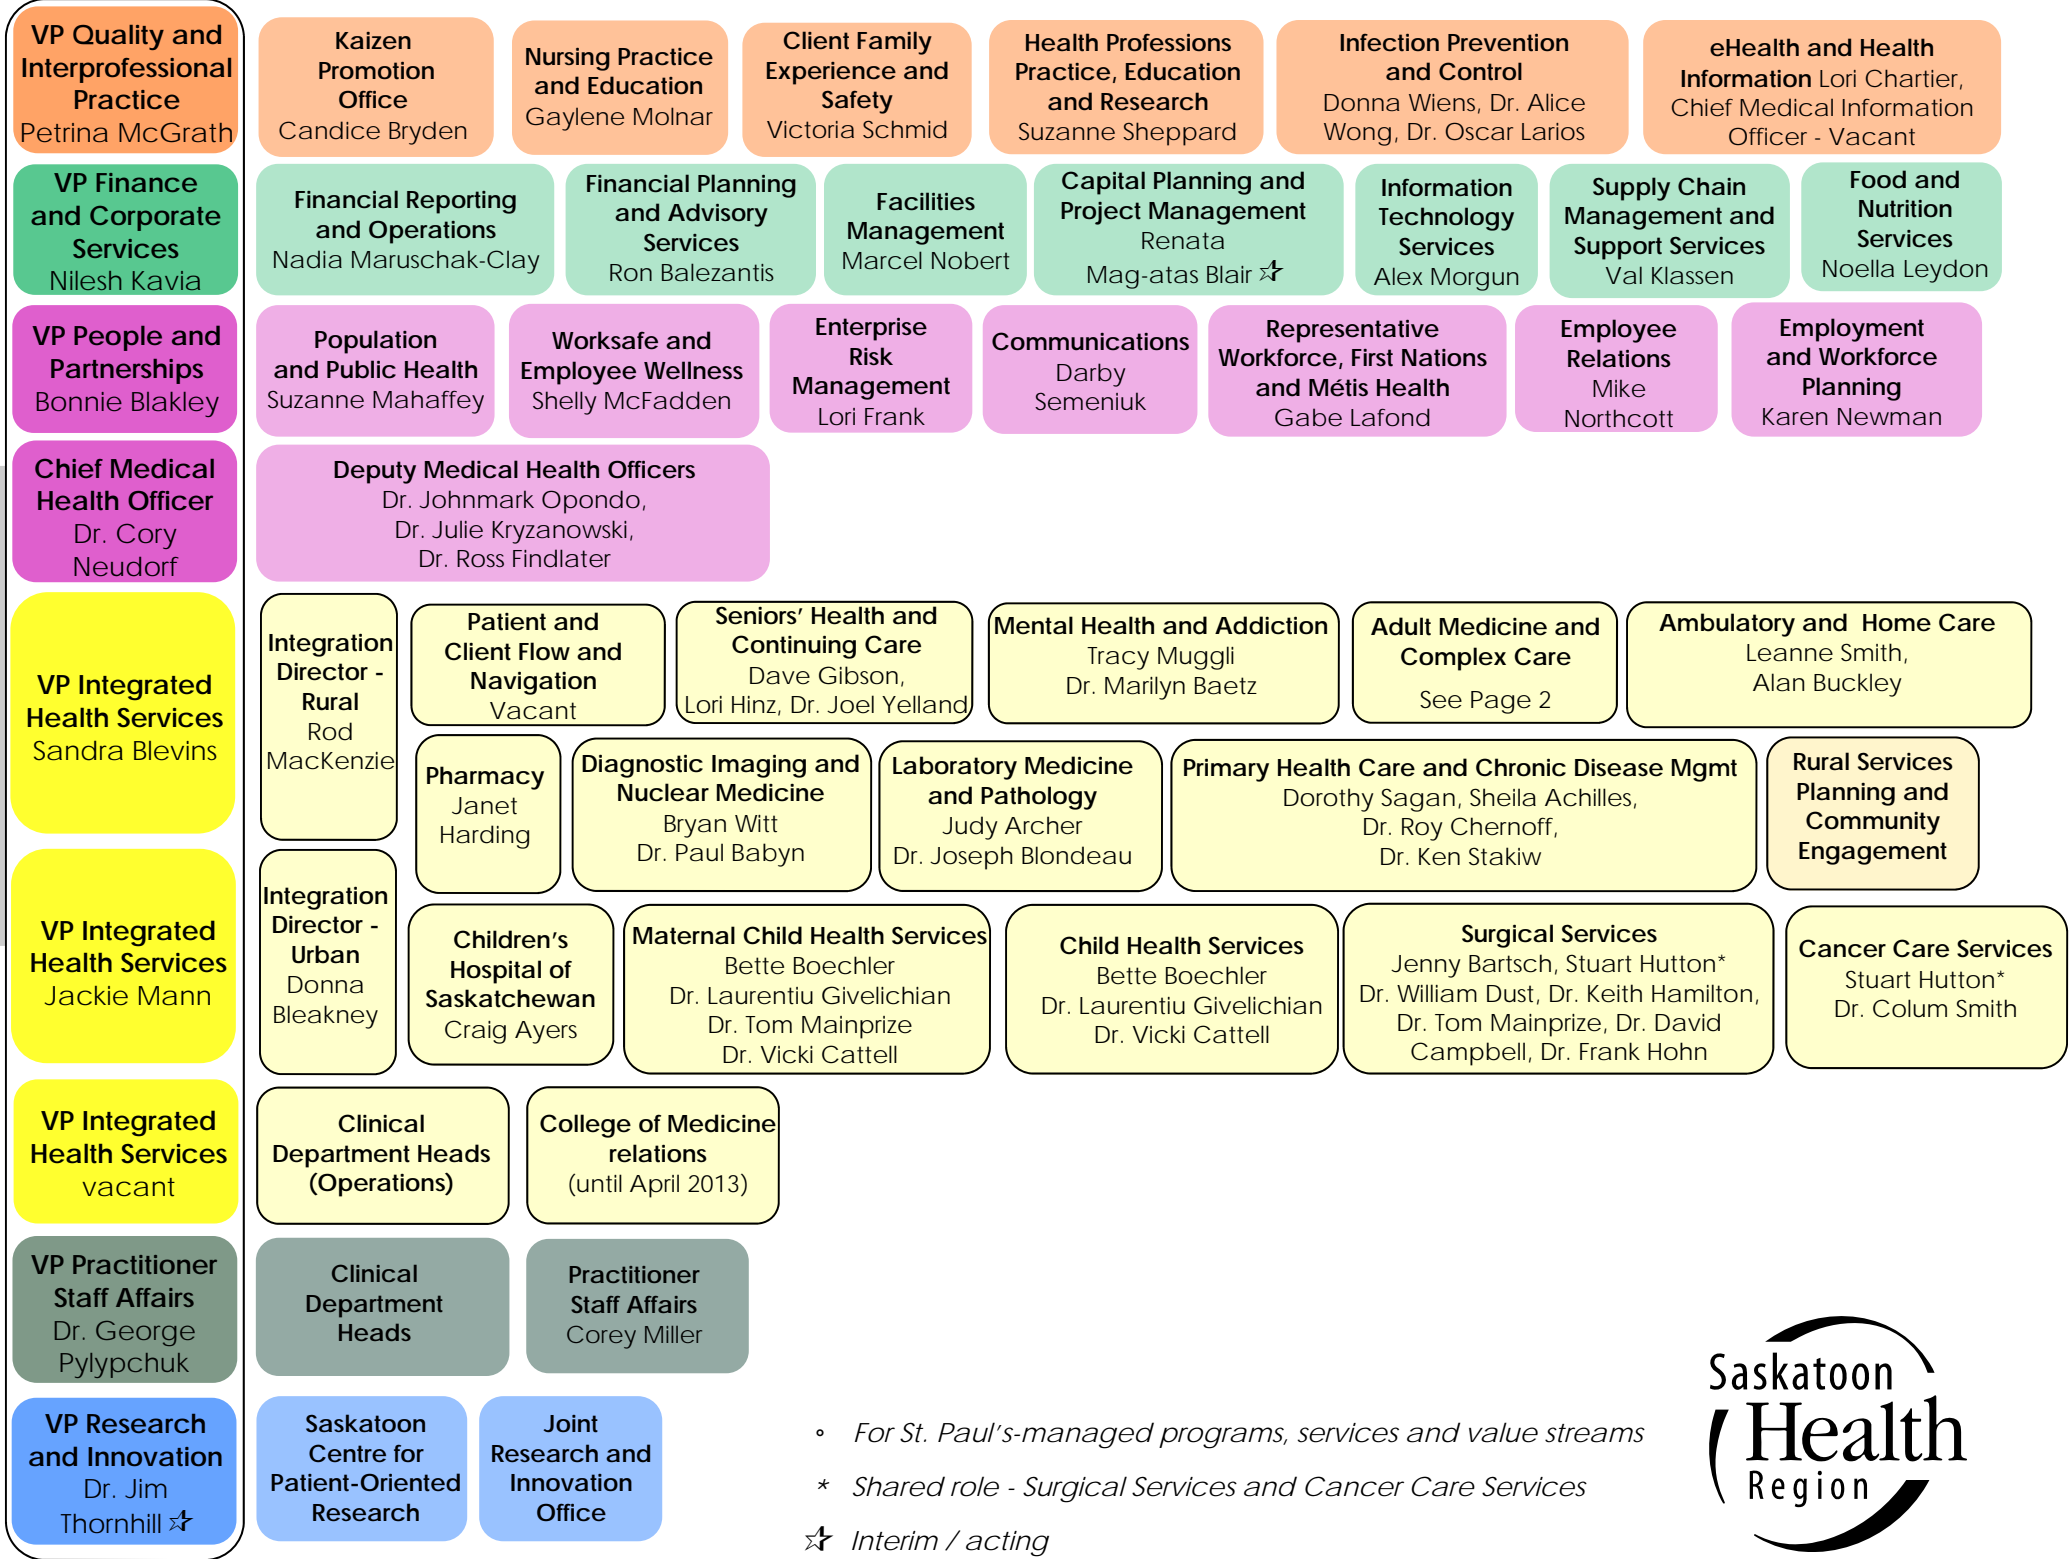 VP Quality and
Interprofessional
Practice
Petrina McGrath
Kaizen
Promotion
Office
Candice Bryden
Nursing Practice
and Education
Gaylene Molnar
Client Family
Experience and
Safety
Victoria Schmid
Health Professions
Practice, Education
and Research
Suzanne Sheppard
Infection Prevention
and Control
Donna Wiens, Dr. Alice
Wong, Dr. Oscar Larios
eHealth and Health
Information Lori Chartier,
Chief Medical Information
Officer - Vacant
VP Finance
and Corporate
Services
Nilesh Kavia
Financial Reporting
and Operations
Nadia Maruschak-Clay
Financial Planning
and Advisory
Services
Ron Balezantis
Facilities
Management
Marcel Nobert
Capital Planning and
Project Management
Renata
Mag-atas Blair ☆
Information
Technology
Services
Alex Morgun
Supply Chain
Management and
Support Services
Val Klassen
Food and
Nutrition
Services
Noella Leydon
VP People and
Partnerships
Bonnie Blakley
Population
and Public Health
Suzanne Mahaffey
Worksafe and
Employee Wellness
Shelly McFadden
Enterprise
Risk
Management
Lori Frank
Communications
Darby
Semeniuk
Representative
Workforce, First Nations
and Métis Health
Gabe Lafond
Employee
Relations
Mike
Northcott
Employment
and Workforce
Planning
Karen Newman
Chief Medical
Health Officer
Dr. Cory
Neudorf
Deputy Medical Health Officers
Dr. Johnmark Opondo,
Dr. Julie Kryzanowski,
Dr. Ross Findlater
VP Integrated
Health Services
Sandra Blevins
Integration
Director -
Rural
Rod
MacKenzie
Patient and
Client Flow and
Navigation
Vacant
Seniors' Health and
Continuing Care
Dave Gibson,
Lori Hinz, Dr. Joel Yelland
Mental Health and Addiction
Tracy Muggli
Dr. Marilyn Baetz
Adult Medicine and
Complex Care
See Page 2
Ambulatory and Home Care
Leanne Smith,
Alan Buckley
Pharmacy
Janet
Harding
Diagnostic Imaging and
Nuclear Medicine
Bryan Witt
Dr. Paul Babyn
Laboratory Medicine
and Pathology
Judy Archer
Dr. Joseph Blondeau
Primary Health Care and Chronic Disease Mgmt
Dorothy Sagan, Sheila Achilles,
Dr. Roy Chernoff,
Dr. Ken Stakiw
Rural Services
Planning and
Community
Engagement
VP Integrated
Health Services
Jackie Mann
Integration
Director -
Urban
Donna
Bleakney
Children's
Hospital of
Saskatchewan
Craig Ayers
Maternal Child Health Services
Bette Boechler
Dr. Laurentiu Givelichian
Dr. Tom Mainprize
Dr. Vicki Cattell
Child Health Services
Bette Boechler
Dr. Laurentiu Givelichian
Dr. Vicki Cattell
Surgical Services
Jenny Bartsch, Stuart Hutton*
Dr. William Dust, Dr. Keith Hamilton,
Dr. Tom Mainprize, Dr. David
Campbell, Dr. Frank Hohn
Cancer Care Services
Stuart Hutton*
Dr. Colum Smith
VP Integrated
Health Services
vacant
Clinical
Department Heads
(Operations)
College of Medicine
relations
(until April 2013)
VP Practitioner
Staff Affairs
Dr. George
Pylypchuk
Clinical
Department
Heads
Practitioner
Staff Affairs
Corey Miller
VP Research
and Innovation
Dr. Jim
Thornhill ☆
Saskatoon
Centre for
Patient-Oriented
Research
Joint
Research and
Innovation
Office
° For St. Paul's-managed programs, services and value streams
* Shared role - Surgical Services and Cancer Care Services
☆ Interim / acting
Saskatoon
Health
Region